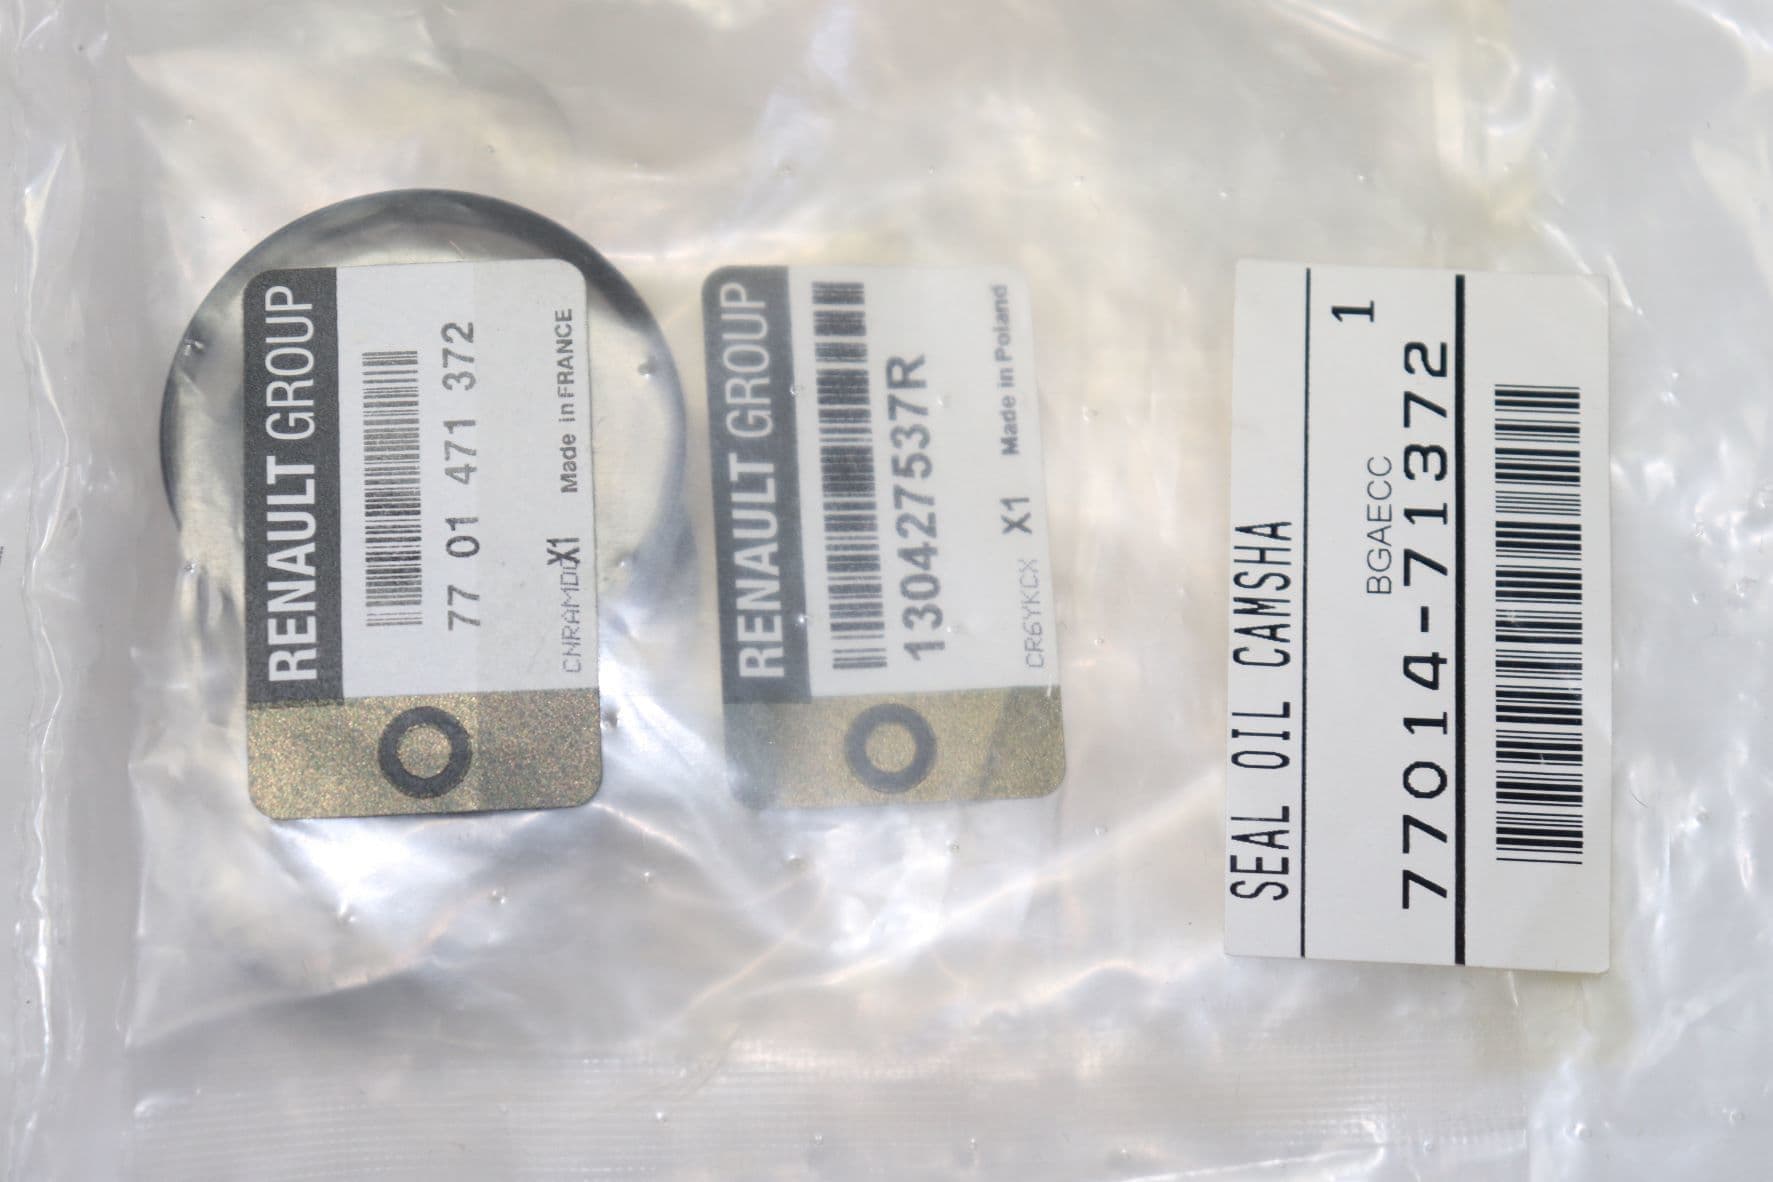 RENAULT GROUP
77 01 471 372
CNRAMDU X1 Made in FRANCE
RENAULT GROUP
130427537R
CR6YKCX X1 Made in Poland
SEAL OIL CAMSHA
1
BGAECC
77014-71372